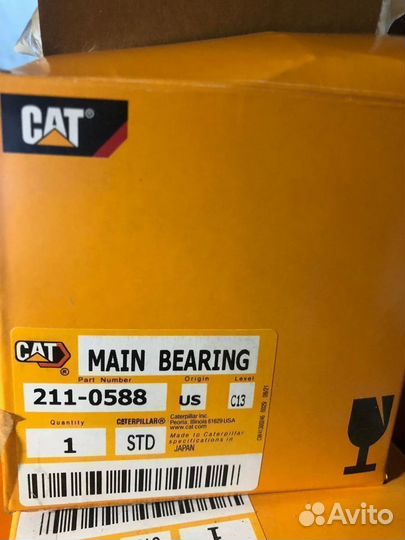 CAT®
CAT® MAIN BEARING
Part Number Origin Level
211-0588 US C13
Quantity CATERPILLAR® Caterpillar Inc.
Peoria, Illinois 61629 USA
www.cat.com
1 STD Made to Caterpillar
specifications in
JAPAN
1
Avito